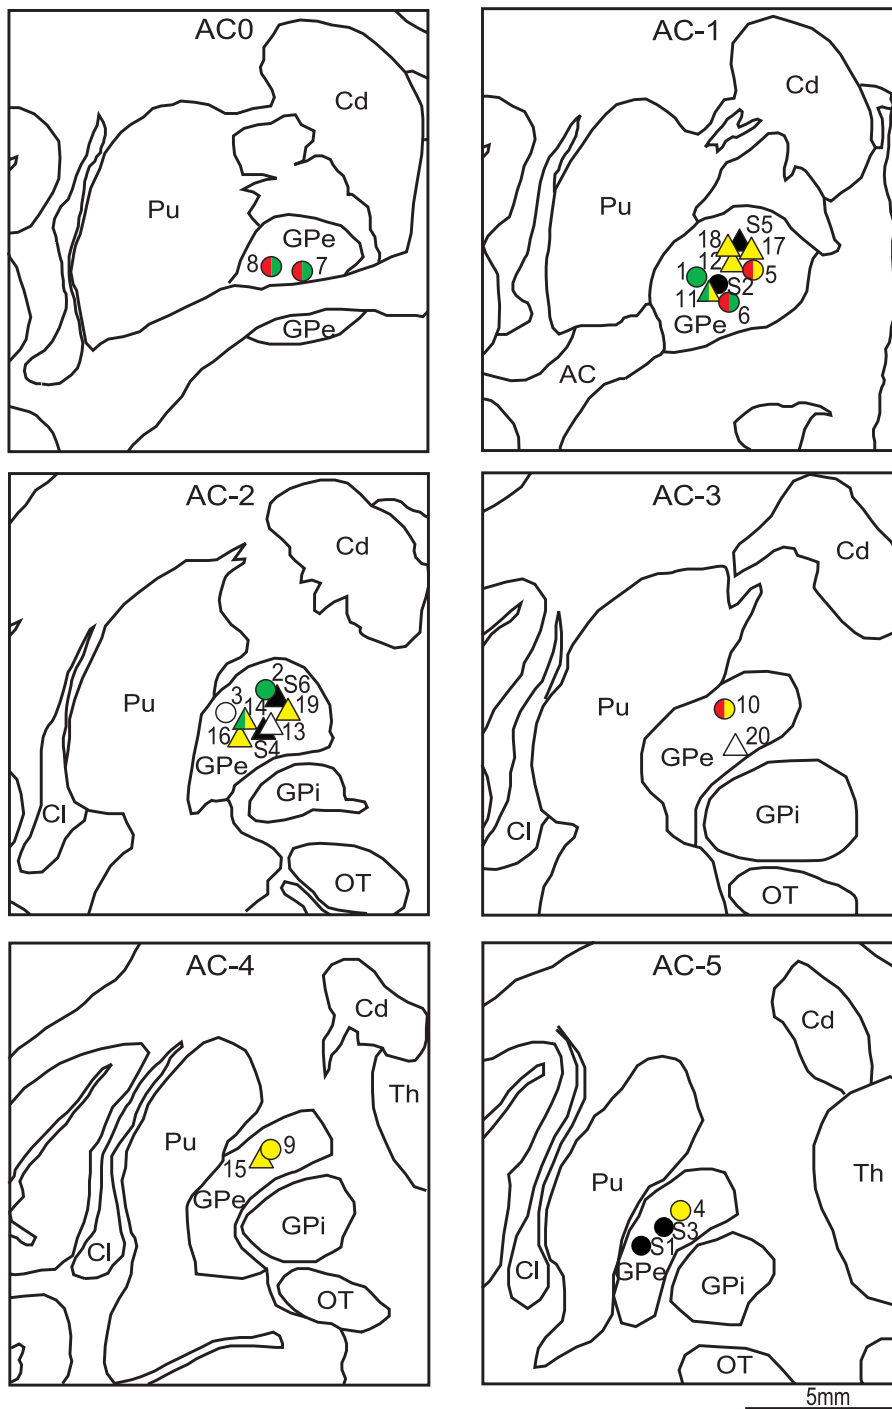 AC0
Cd
Pu
GPe
8
7
GPe
AC-1
Cd
Pu
S5
18
17
12
1
5
S2
11
6
GPe
AC
AC-2
Cd
Pu
2
S6
3
14
19
13
16
S4
GPe
GPi
Cl
OT
AC-3
Cd
Pu
10
20
GPe
GPi
Cl
OT
AC-4
Cd
Th
Pu
9
15
GPe
GPi
Cl
OT
AC-5
Cd
Th
Pu
4
S3
S1
GPe
GPi
Cl
OT
5mm